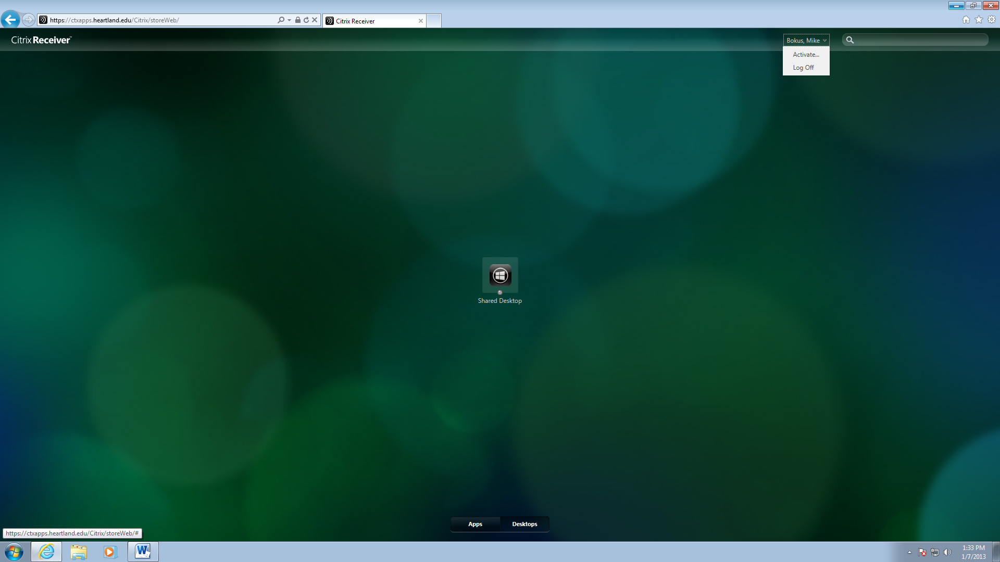 https://ctxapps.heartland.edu/Citrix/storeWeb/
Citrix Receiver
Citrix Receiver™
Bokus, Mike
Activate...
Log Off
Shared Desktop
Apps
Desktops
https://ctxapps.heartland.edu/Citrix/storeWeb/#
W
1:33 PM
1/7/2013